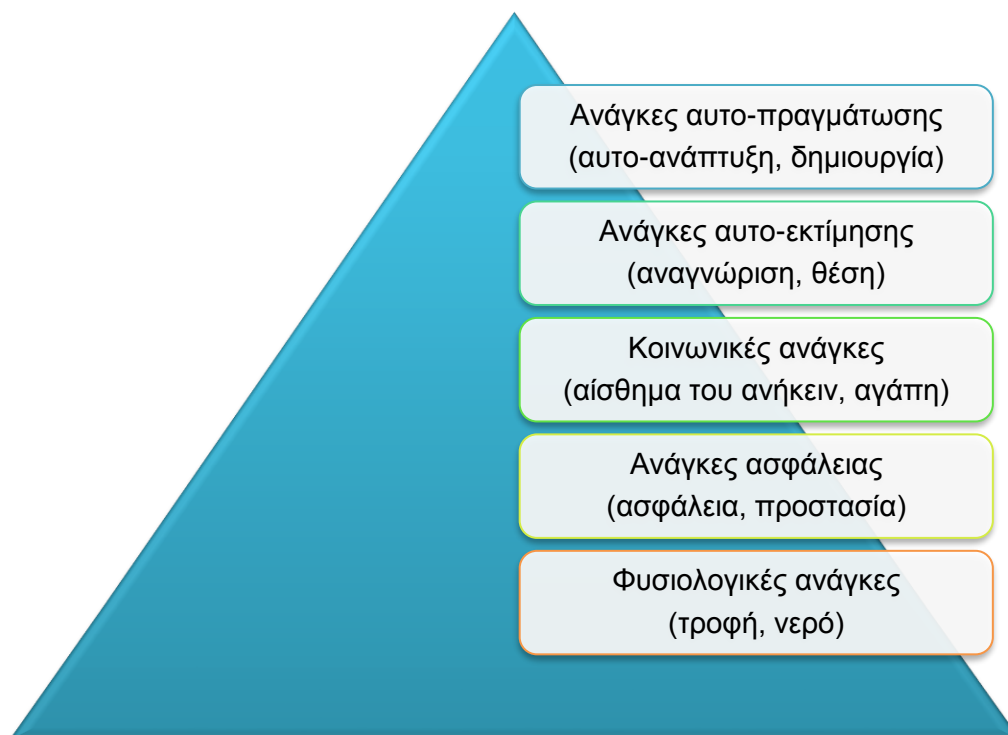 Ανάγκες αυτο-πραγμάτωσης
(αυτο-ανάπτυξη, δημιουργία)
Ανάγκες αυτο-εκτίμησης
(αναγνώριση, θέση)
Κοινωνικές ανάγκες
(αίσθημα του ανήκειν, αγάπη)
Ανάγκες ασφάλειας
(ασφάλεια, προστασία)
Φυσιολογικές ανάγκες
(τροφή, νερό)